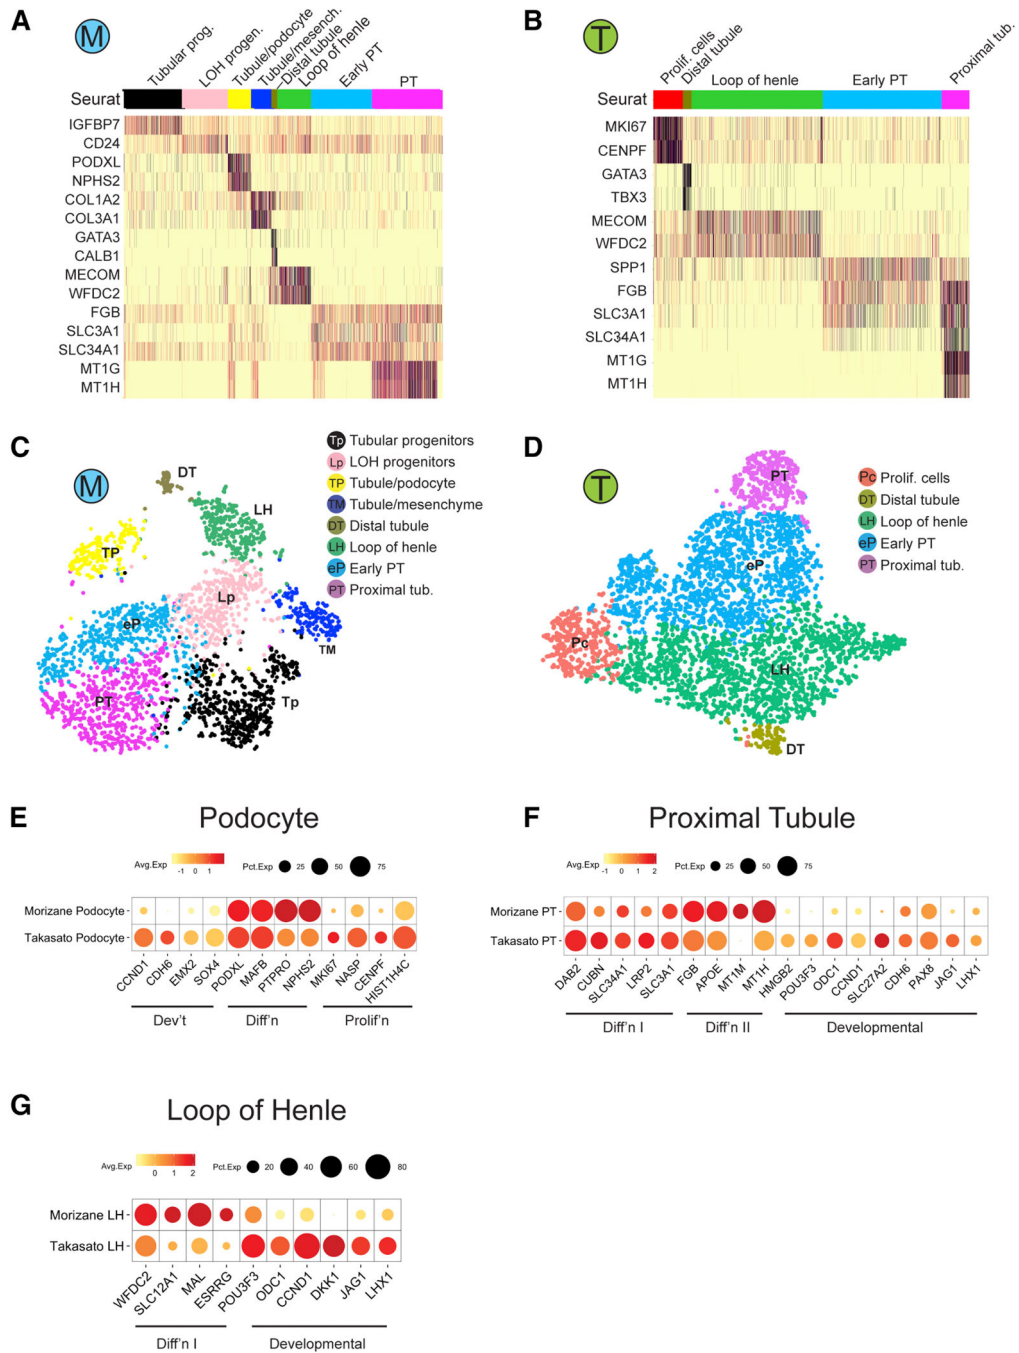 A
M
Tubular prog.
LOH progen.
Tubule/podocyte
Tubule/mesench.
Distal tubule
Loop of henle
Early PT
PT
Seurat
IGFBP7
CD24
PODXL
NPHS2
COL1A2
COL3A1
GATA3
CALB1
MECOM
WFDC2
FGB
SLC3A1
SLC34A1
MT1G
MT1H
B
T
Prolif. cells
Distal tubule
Loop of henle
Early PT
Proximal tub.
Seurat
MKI67
CENPF
GATA3
TBX3
MECOM
WFDC2
SPP1
FGB
SLC3A1
SLC34A1
MT1G
MT1H
C
M
DT
LH
TP
Lp
eP
TM
PT
Tp
Tp Tubular progenitors
Lp LOH progenitors
TP Tubule/podocyte
TM Tubule/mesenchyme
DT Distal tubule
LH Loop of henle
eP Early PT
PT Proximal tub.
D
T
PT
eP
Pc
LH
DT
Pc Prolif. cells
DT Distal tubule
LH Loop of henle
eP Early PT
PT Proximal tub.
E
Podocyte
Avg.Exp -1 0 1
Pct.Exp 25 50 75
Morizane Podocyte
Takasato Podocyte
CCND1
CDH6
EMX2
SOX4
PODXL
MAFB
PTPRO
NPHS2
MKI67
NASP
CENPF
HIST1H4C
Dev't
Diff'n
Prolif'n
F
Proximal Tubule
Avg.Exp -1 0 1 2
Pct.Exp 25 50 75
Morizane PT
Takasato PT
DAB2
CUBN
SLC34A1
LRP2
SLC3A1
FGB
APOE
MT1M
MT1H
HMGB2
POU3F3
ODC1
CCND1
SLC27A2
CDH6
PAX8
JAG1
LHX1
Diff'n I
Diff'n II
Developmental
G
Loop of Henle
Avg.Exp 0 1 2
Pct.Exp 20 40 60 80
Morizane LH
Takasato LH
WFDC2
SLC12A1
MAL
ESRRG
POU3F3
ODC1
CCND1
DKK1
JAG1
LHX1
Diff'n I
Developmental